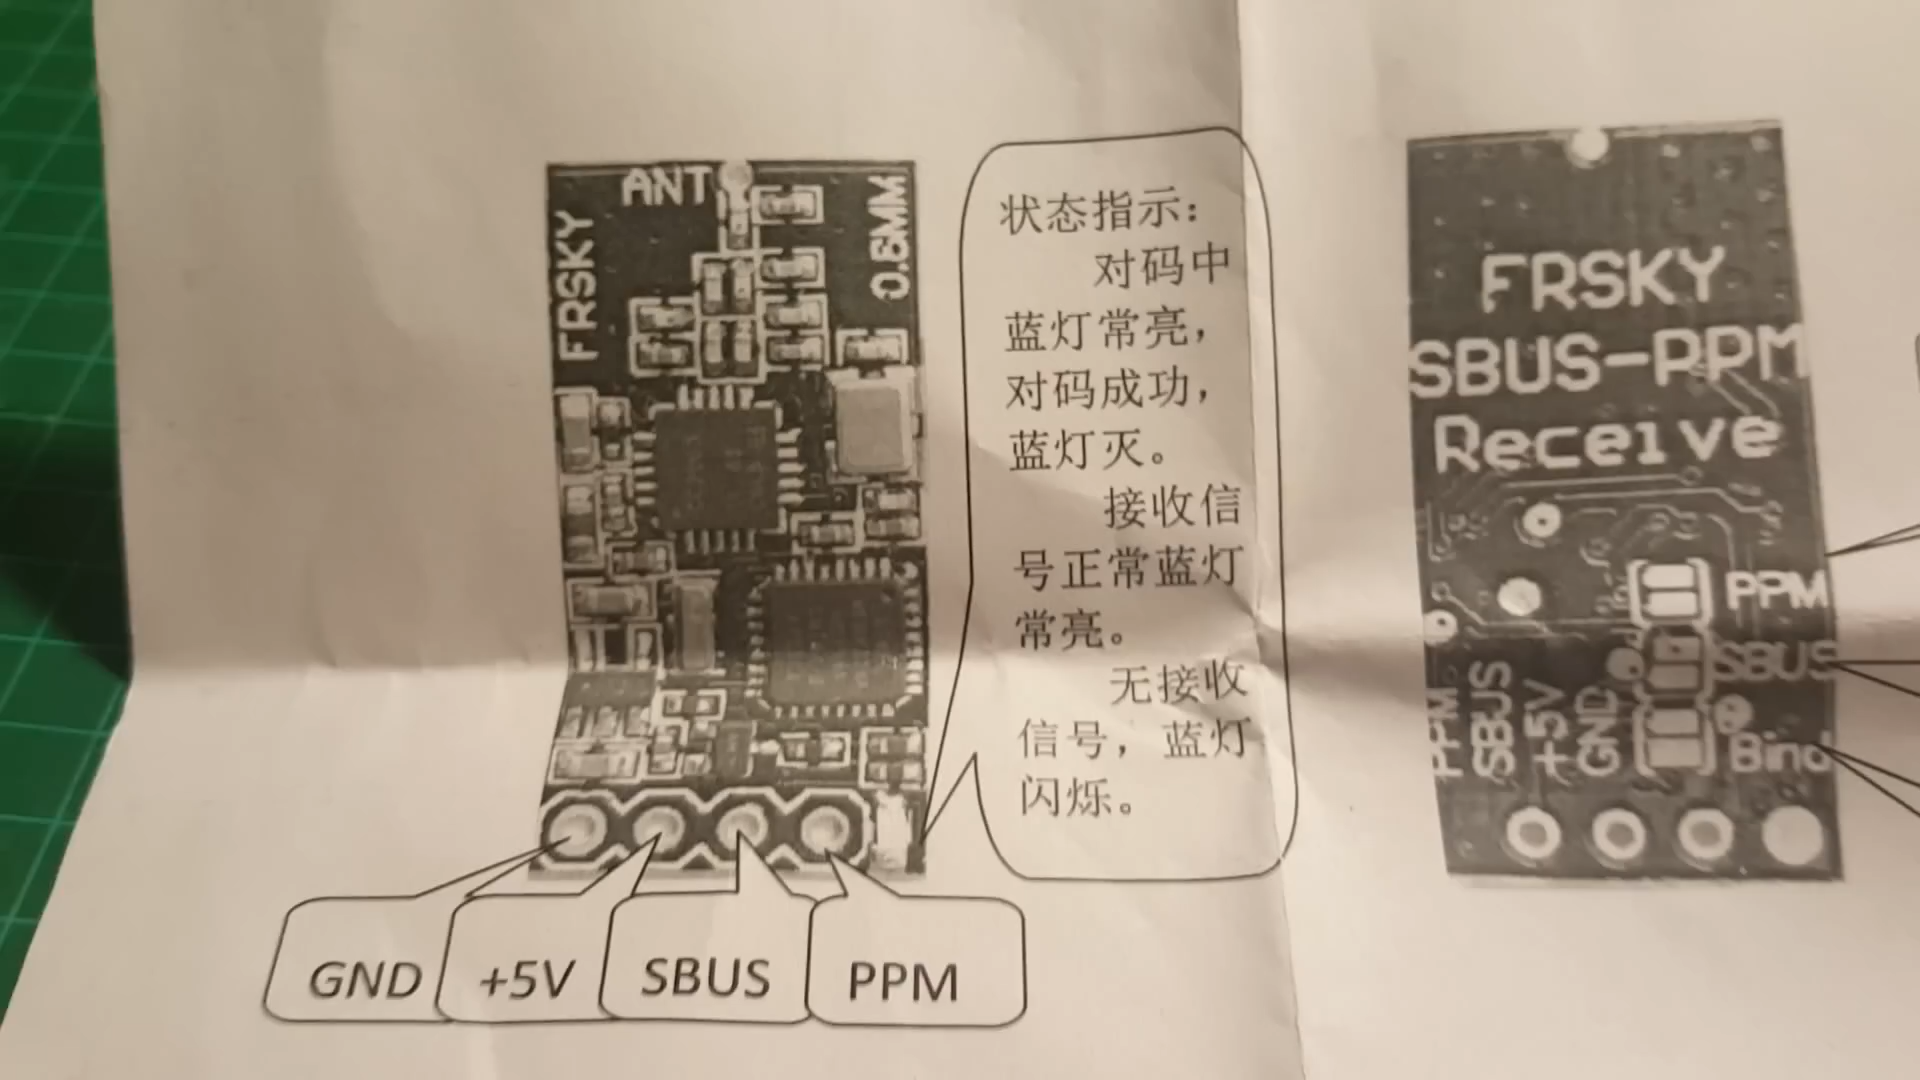 ANT
FRSKY
0.6MM
状态指示：
对码中
蓝灯常亮，
对码成功，
蓝灯灭。
接收信
号正常蓝灯
常亮。
无接收
信号，蓝灯
闪烁。
GND
+5V
SBUS
PPM
FRSKY
SBUS-PPM
Receive
PPM
SBUS
Bind
PPM
SBUS
+5V
GND